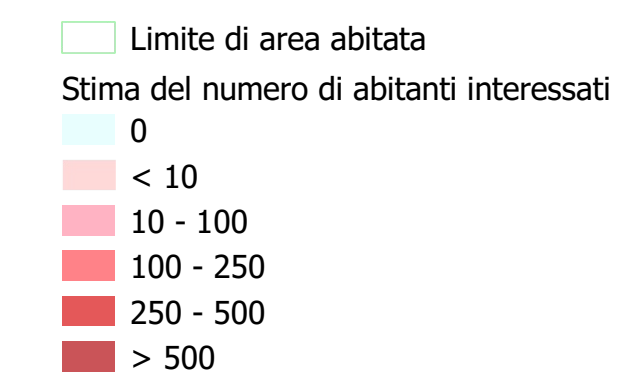 Limite di area abitata
Stima del numero di abitanti interessati
0
< 10
10 - 100
100 - 250
250 - 500
> 500